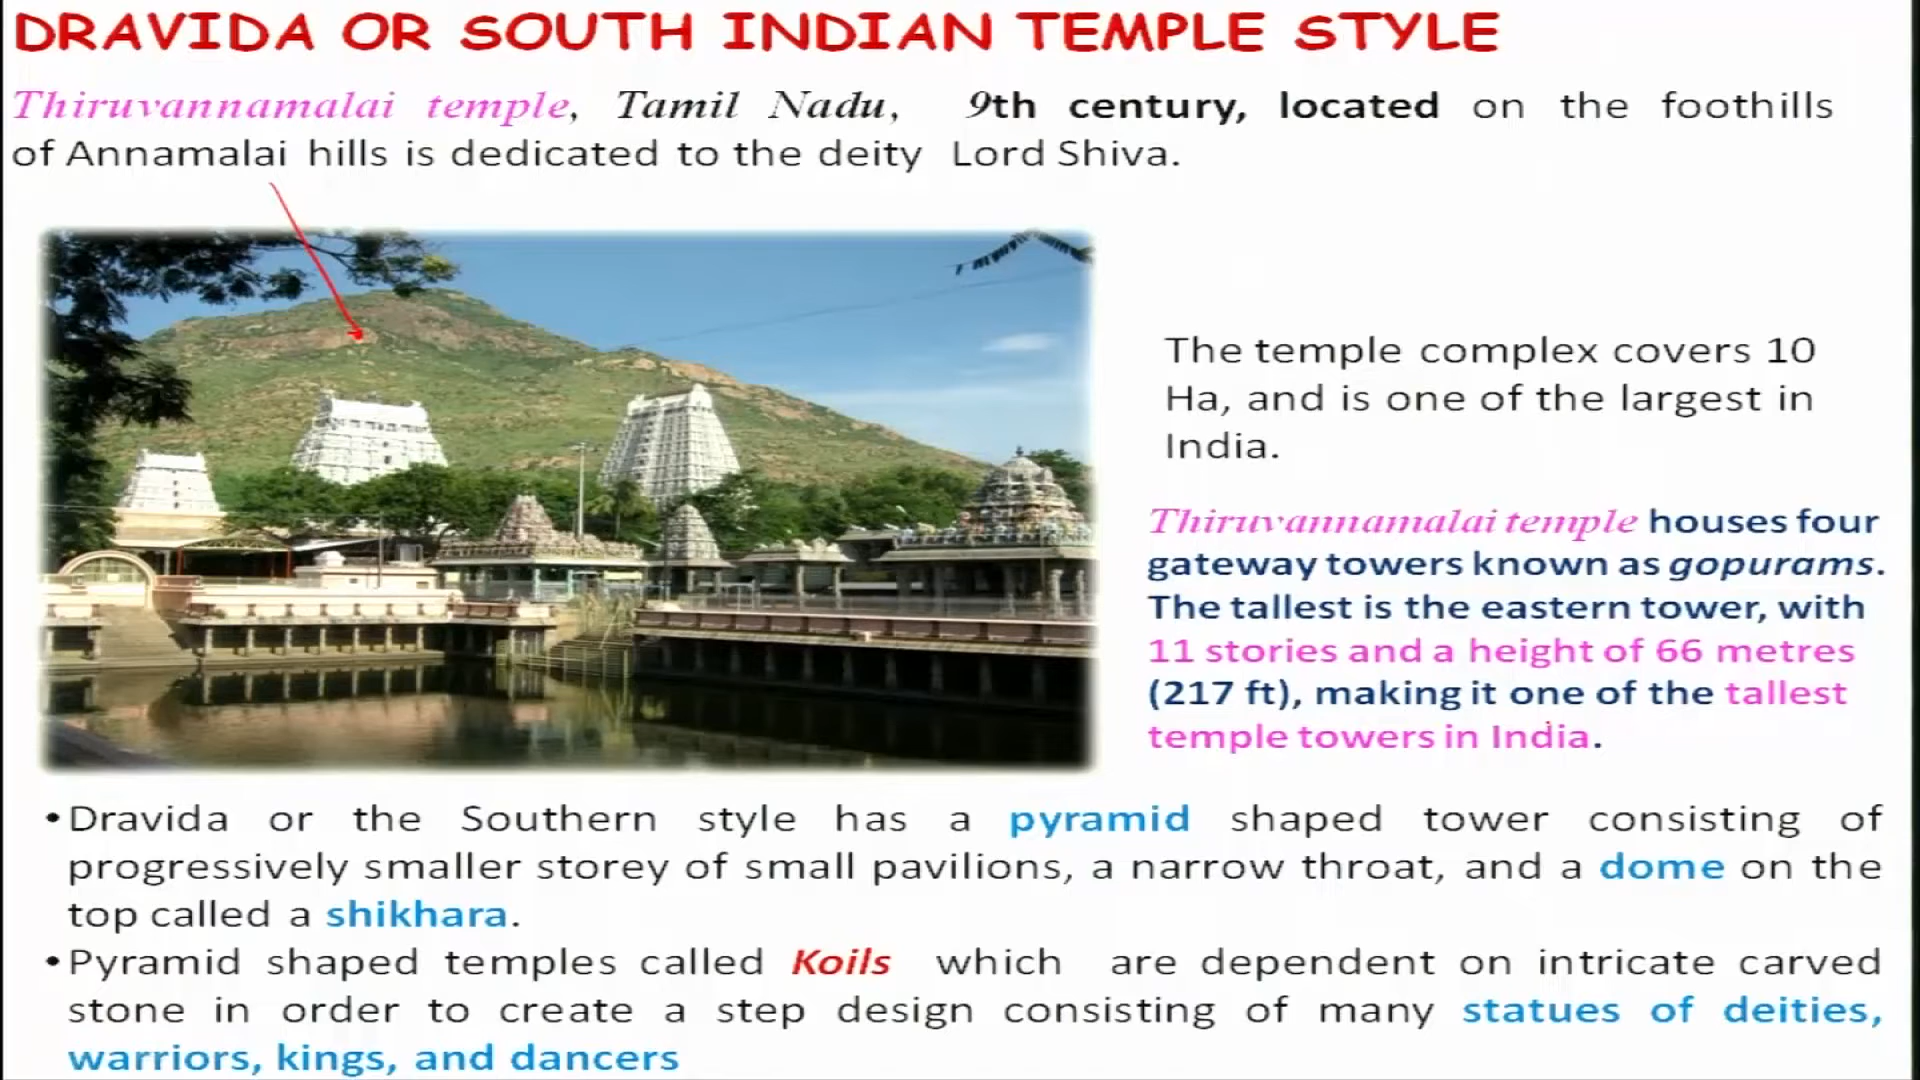 DRAVIDA OR SOUTH INDIAN TEMPLE STYLE
Thiruvannamalai temple, Tamil Nadu, 9th century, located on the foothills
of Annamalai hills is dedicated to the deity Lord Shiva.
The temple complex covers 10
Ha, and is one of the largest in
India.
Thiruvannamalai temple houses four
gateway towers known as gopurams.
The tallest is the eastern tower, with
11 stories and a height of 66 metres
(217 ft), making it one of the tallest
temple towers in India.
•Dravida or the Southern style has a pyramid shaped tower consisting of
progressively smaller storey of small pavilions, a narrow throat, and a dome on the
top called a shikhara.
•Pyramid shaped temples called Koils which are dependent on intricate carved
stone in order to create a step design consisting of many statues of deities,
warriors, kings, and dancers